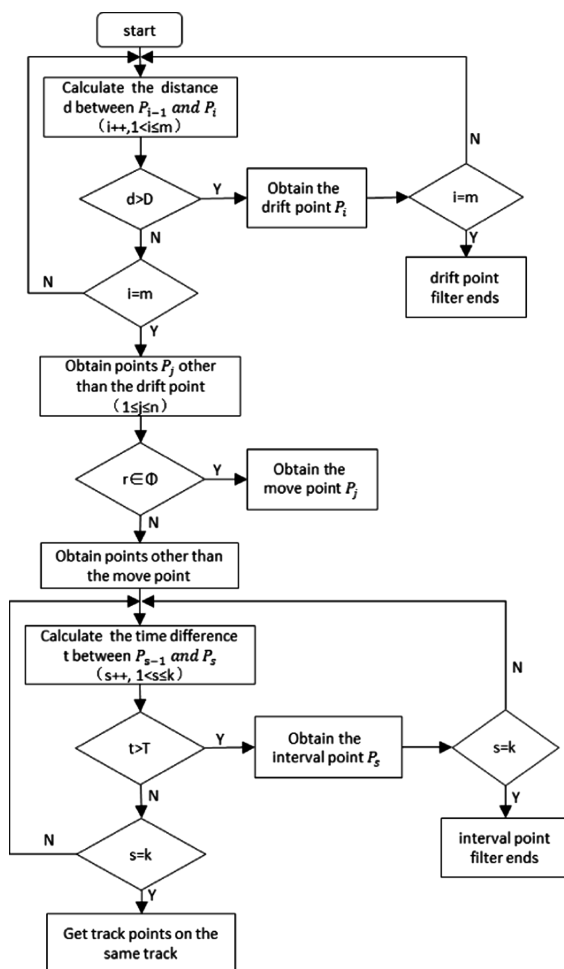 start
Calculate the distance
d between P_{i-1} and P_i
(i++,1<i≤m)
N
d>D
Y
Obtain the
drift point P_i
i=m
N
Y
N
i=m
drift point
filter ends
Y
Obtain points P_j other
than the drift point
(1≤j≤n)
r∈Φ
Y
Obtain the
move point P_j
N
Obtain points other than
the move point
Calculate the time difference
t between P_{s-1} and P_s
(s++, 1<s≤k)
N
t>T
Y
Obtain the
interval point P_s
s=k
N
Y
N
s=k
interval point
filter ends
Y
Get track points on the
same track